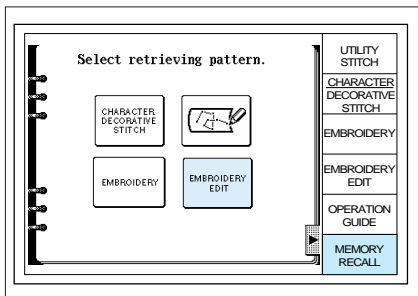 Select retrieving pattern.
CHARACTER
DECORATIVE
STITCH
EMBROIDERY
EMBROIDERY
EDIT
UTILITY
STITCH
CHARACTER
DECORATIVE
STITCH
EMBROIDERY
EMBROIDERY
EDIT
OPERATION
GUIDE
MEMORY
RECALL